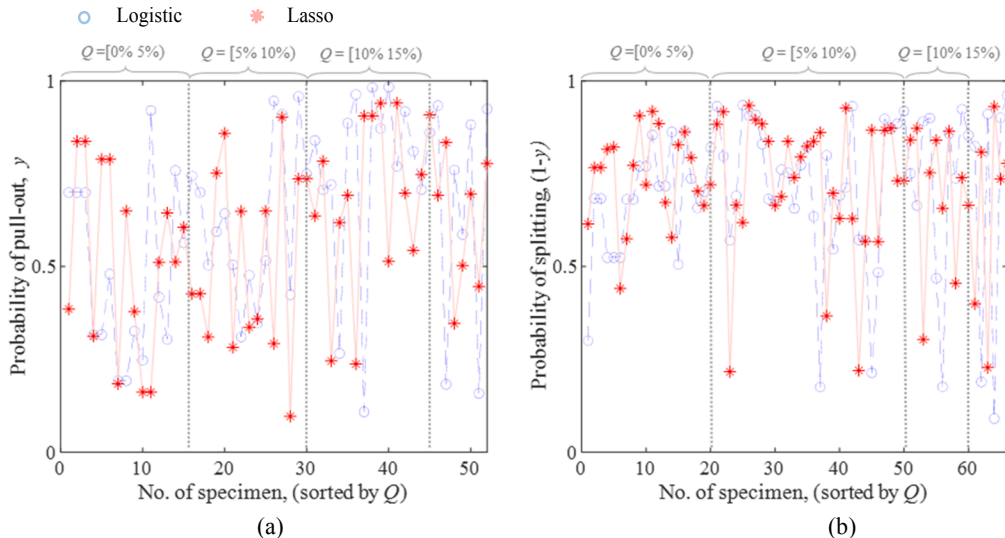 Logistic
Lasso
Q =[0% 5%)
Q = [5% 10%)
Q = [10% 15%)
Q =[0% 5%)
Q = [5% 10%)
Q = [10% 15%)
Probability of pull-out, y
1
0.5
0
0 10 20 30 40 50
No. of specimen, (sorted by Q)
(a)
Probability of splitting, (1-y)
1
0.5
0
0 10 20 30 40 50 60
No. of specimen, (sorted by Q)
(b)